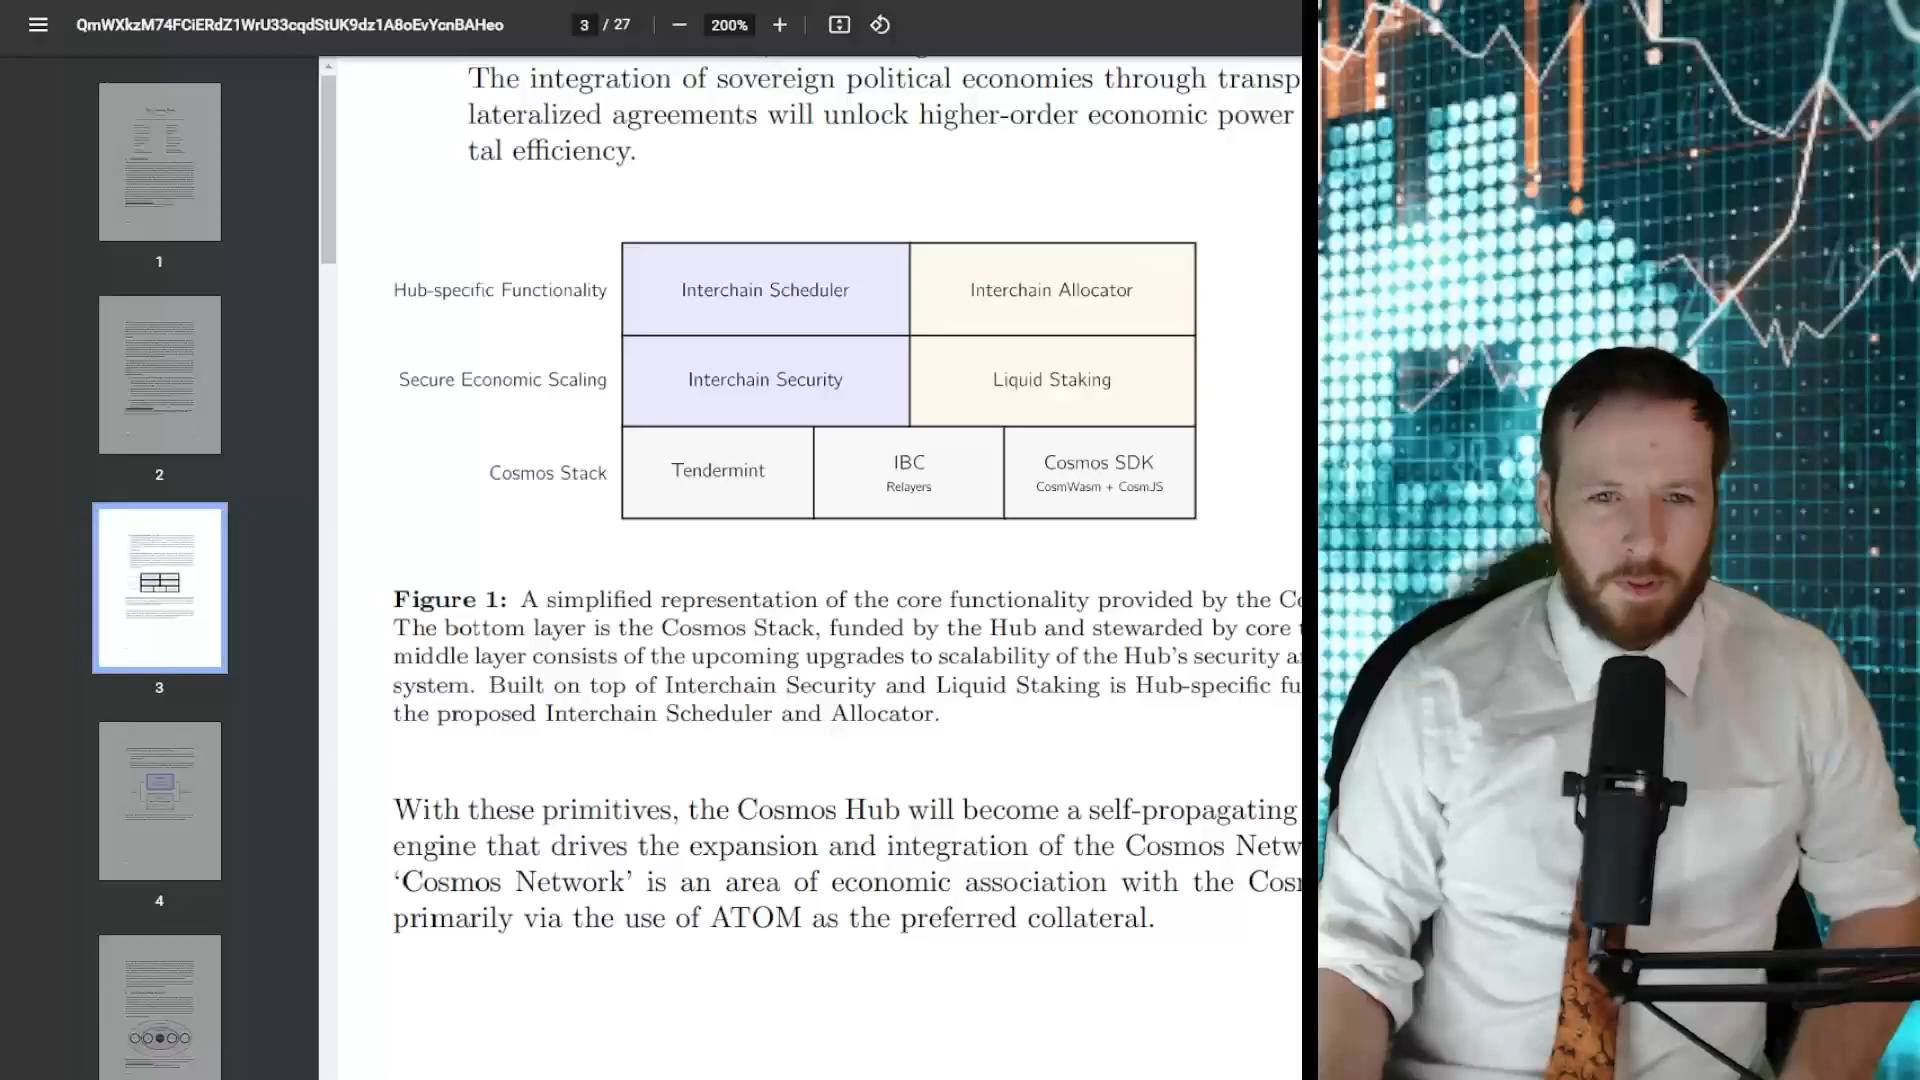 QmWXkzM74FCiERdZ1WrU33cqdStUK9dz1A8oEvYcnBAHeo
3 / 27
200%
1
2
3
4
The integration of sovereign political economies through transp
lateralized agreements will unlock higher-order economic power
tal efficiency.
Hub-specific Functionality
Interchain Scheduler
Interchain Allocator
Secure Economic Scaling
Interchain Security
Liquid Staking
Cosmos Stack
Tendermint
IBC
Relayers
Cosmos SDK
CosmWasm + CosmJS
Figure 1: A simplified representation of the core functionality provided by the Co
The bottom layer is the Cosmos Stack, funded by the Hub and stewarded by core
middle layer consists of the upcoming upgrades to scalability of the Hub's security a
system. Built on top of Interchain Security and Liquid Staking is Hub-specific fu
the proposed Interchain Scheduler and Allocator.
With these primitives, the Cosmos Hub will become a self-propagating
engine that drives the expansion and integration of the Cosmos Netw
‘Cosmos Network’ is an area of economic association with the Cosm
primarily via the use of ATOM as the preferred collateral.